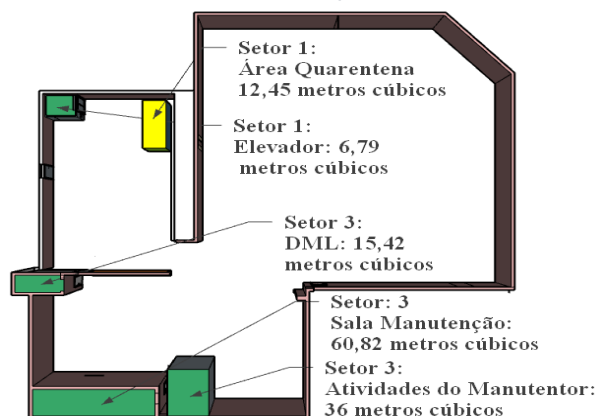 Setor 1:
Área Quarentena
12,45 metros cúbicos
Setor 1:
Elevador: 6,79
metros cúbicos
Setor 3:
DML: 15,42
metros cúbicos
Setor: 3
Sala Manutenção:
60,82 metros cúbicos
Setor 3:
Atividades do Manutentor:
36 metros cúbicos